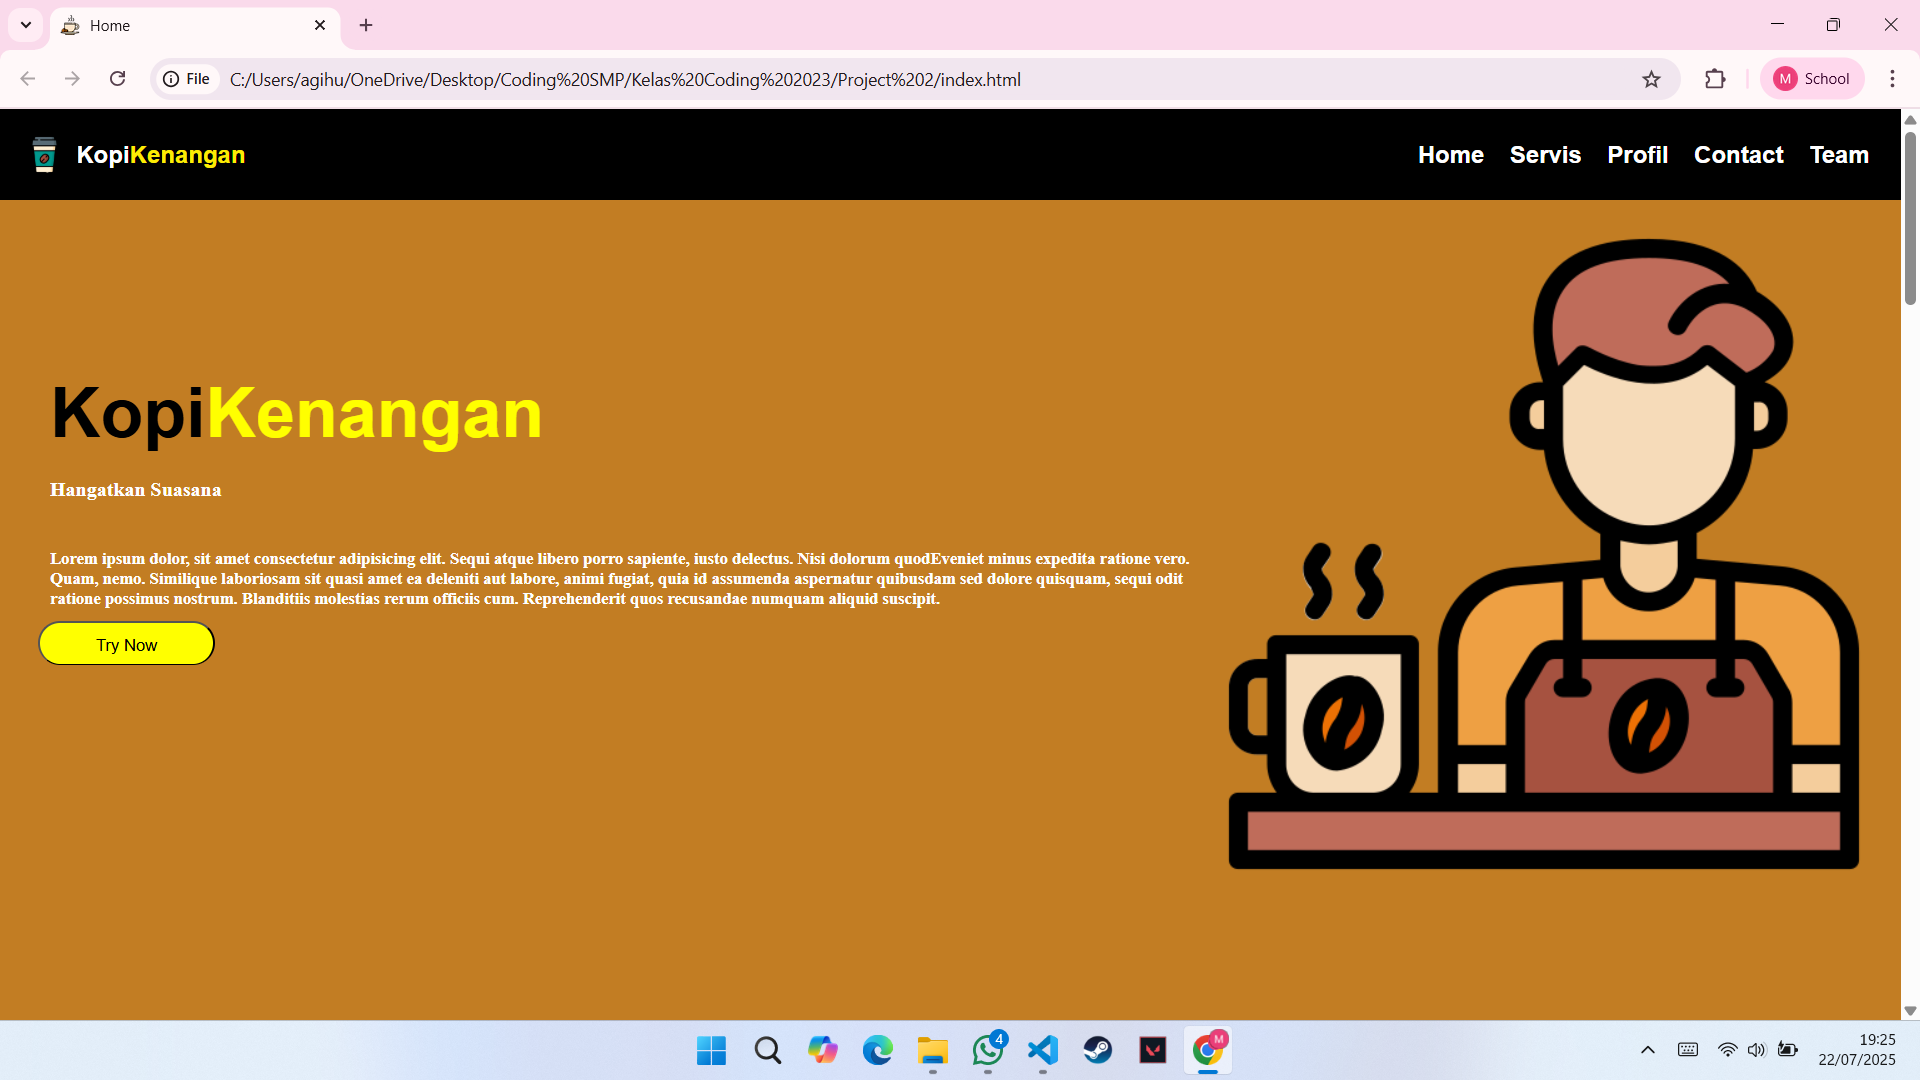 Home
File
C:/Users/agihu/OneDrive/Desktop/Coding%20SMP/Kelas%20Coding%202023/Project%202/index.html
M School
KopiKenangan
Home Servis Profil Contact Team
KopiKenangan
Hangatkan Suasana
Lorem ipsum dolor, sit amet consectetur adipisicing elit. Sequi atque libero porro sapiente, iusto delectus. Nisi dolorum quodEveniet minus expedita ratione vero.
Quam, nemo. Similique laboriosam sit quasi amet ea deleniti aut labore, animi fugiat, quia id assumenda aspernatur quibusdam sed dolore quisquam, sequi odit
ratione possimus nostrum. Blanditiis molestias rerum officiis cum. Reprehenderit quos recusandae numquam aliquid suscipit.
Try Now
4
M
19:25
22/07/2025